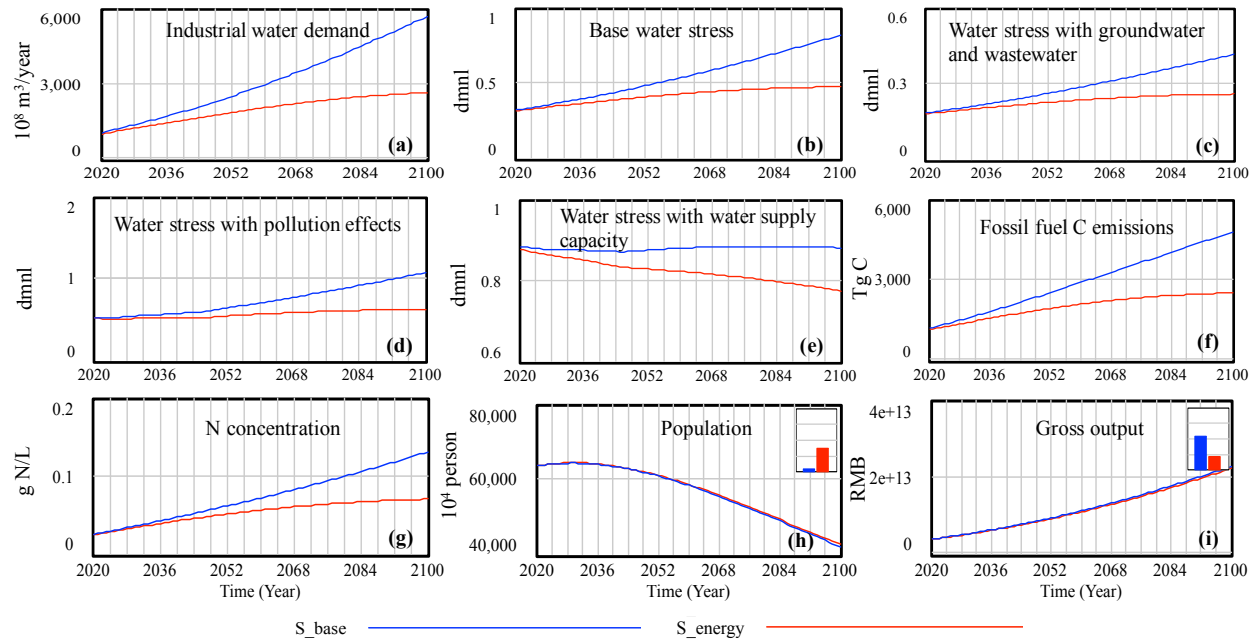 6,000
3,000
0
10⁸ m³/year
Industrial water demand
(a)
2020 2036 2052 2068 2084 2100
1
0.5
0
dmnl
Base water stress
(b)
2020 2036 2052 2068 2084 2100
0.6
0.3
0
dmnl
Water stress with groundwater
and wastewater
(c)
2020 2036 2052 2068 2084 2100
2
1
0
dmnl
Water stress with pollution effects
(d)
2020 2036 2052 2068 2084 2100
1
0.8
0.6
dmnl
Water stress with water supply
capacity
(e)
2020 2036 2052 2068 2084 2100
6,000
3,000
0
Tg C
Fossil fuel C emissions
(f)
2020 2036 2052 2068 2084 2100
0.2
0.1
0
g N/L
N concentration
(g)
2020 2036 2052 2068 2084 2100
Time (Year)
80,000
60,000
40,000
10⁴ person
Population
(h)
2020 2036 2052 2068 2084 2100
Time (Year)
4e+13
2e+13
0
RMB
Gross output
(i)
2020 2036 2052 2068 2084 2100
Time (Year)
S_base S_energy